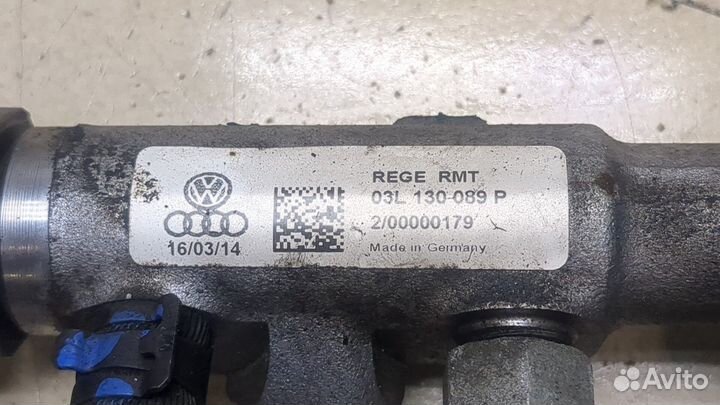 REGE RMT
03L 130 089 P
2/00000179
16/03/14
Made in Germany
Avito